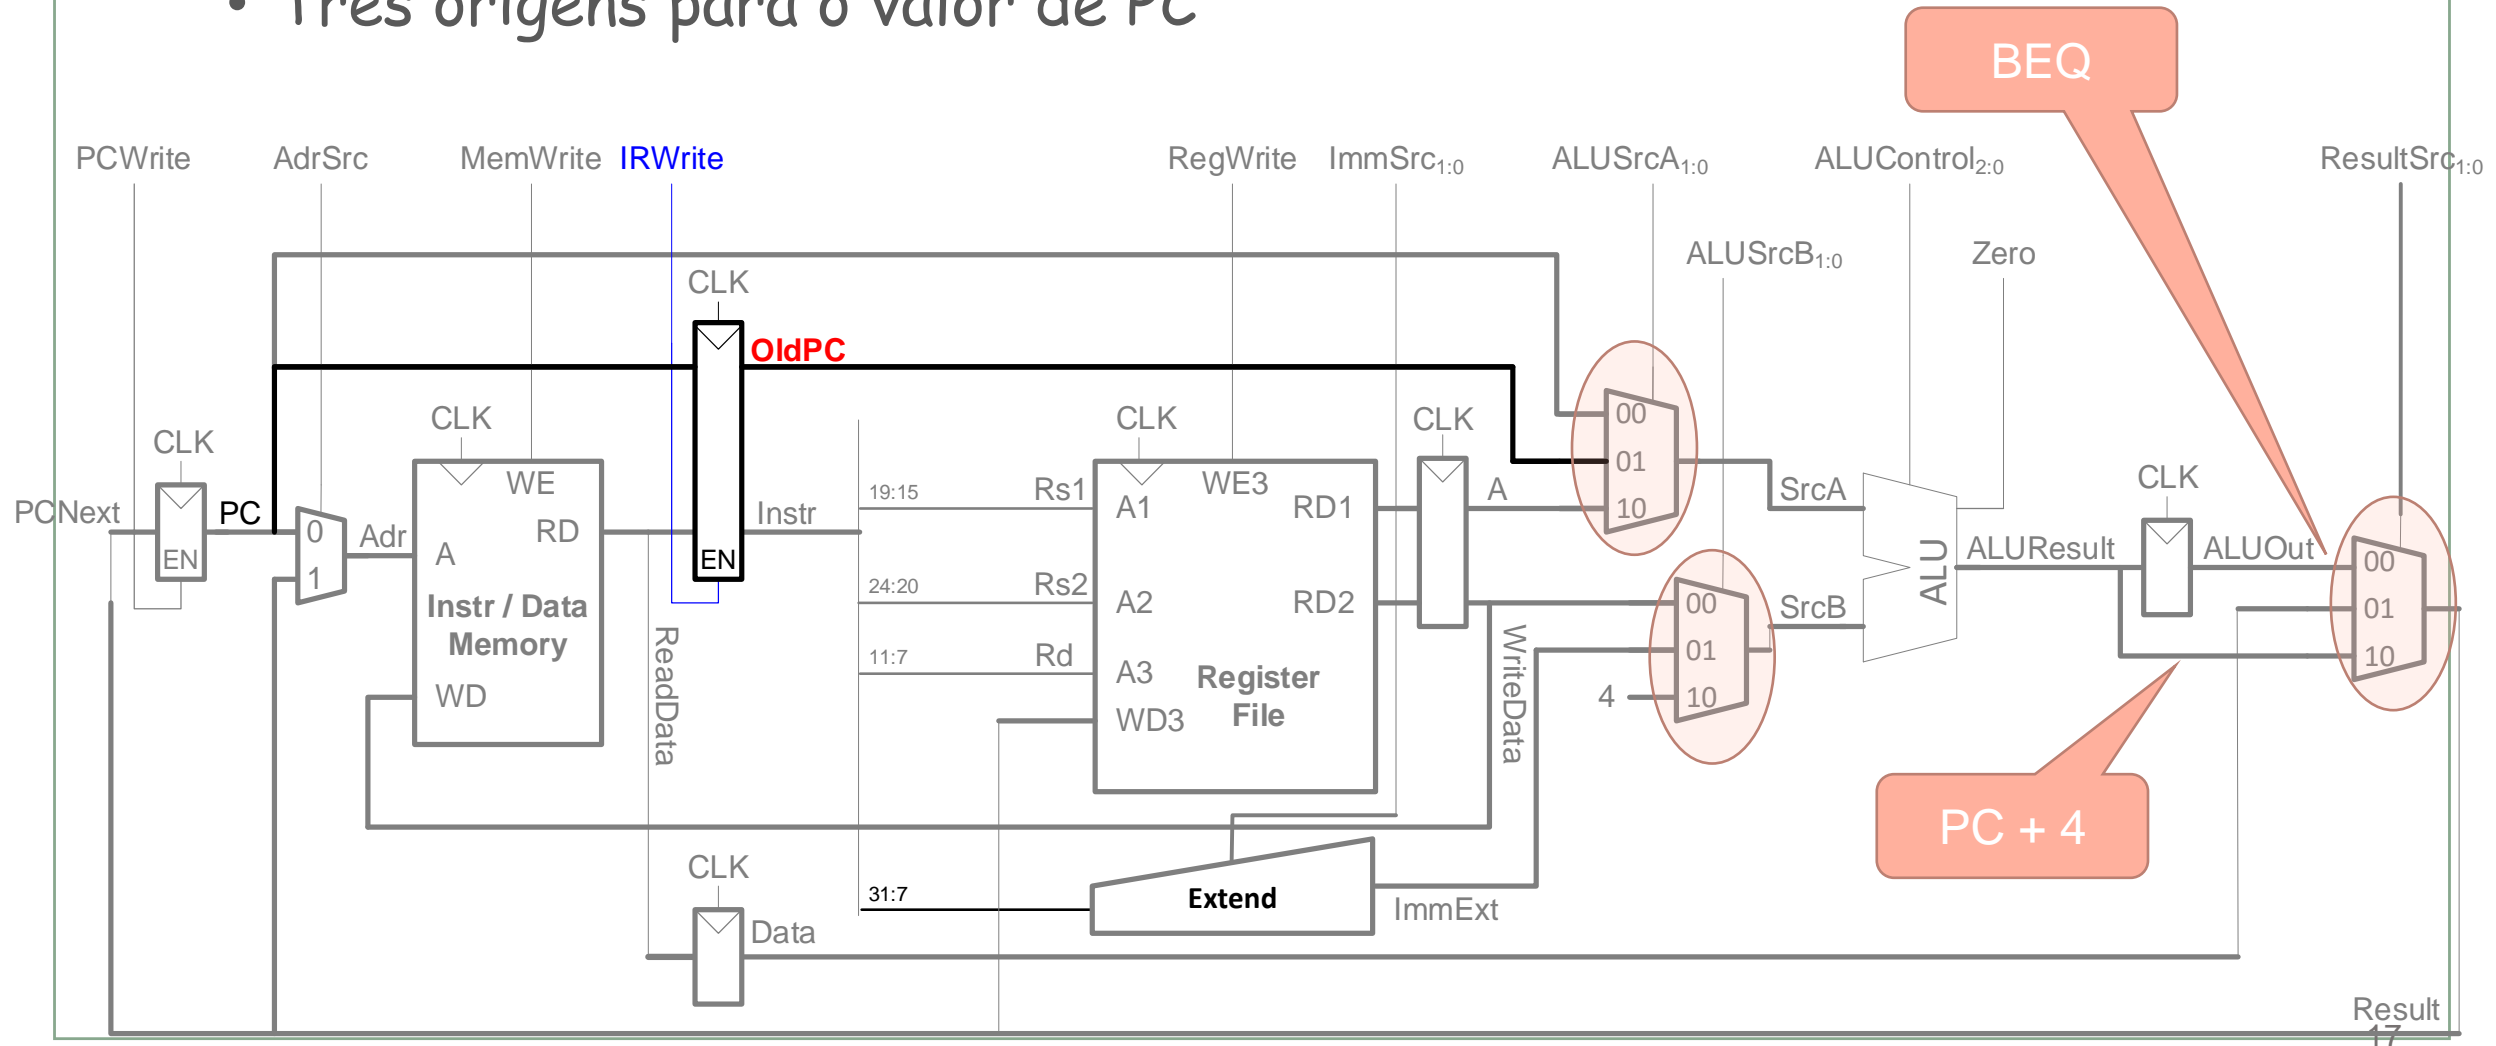 • Três origens para o valor de PC
BEQ
PCWrite
AdrSrc
MemWrite
IRWrite
RegWrite
ImmSrc1:0
ALUSrcA1:0
ALUControl2:0
ResultSrc1:0
ALUSrcB1:0
Zero
CLK
OldPC
CLK
CLK
CLK
CLK
CLK
PCNext
PC
EN
0
1
Adr
WE
RD
A
Instr / Data
Memory
WD
EN
Instr
ReadData
19:15
Rs1
24:20
Rs2
11:7
Rd
A1
A2
A3
WD3
WE3
RD1
RD2
Register
File
A
WriteData
00
01
10
00
01
10
4
SrcA
SrcB
ALU
ALUResult
ALUOut
00
01
10
PC + 4
CLK
Data
31:7
Extend
ImmExt
Result
17